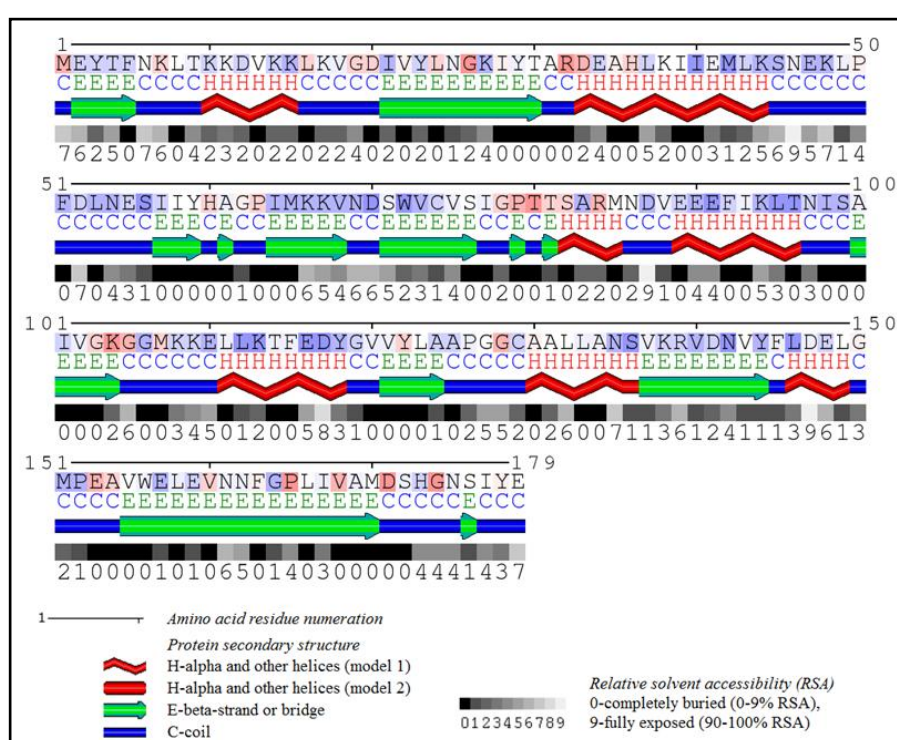 1 50
MEYTFNKLTKKDVKKLKVGDIVYLNGKIYTARDEAHLKIIEMLKSNEKLP
CEEEECCCCHHHHHHCCCCCEEEEEEEEEECCHHHHHHHHHHHHCCCCCC
76250760423202202240202012400000240052003125695714
51 100
FDLNESIIYHAGPIMKKVNDSWVCVSIGPTTSARMNDVEEEFIKLTNISA
CCCCCCEEECECCEEEEECCEEEEEECCECEHHHHCCCHHHHHHHHCCCE
07043100000100065466523140020010220291044005303000
101 150
IVGKGGMKKELLKTFEDYGVVYLAAPGGCAALLANSVKRVDNVYFLDELG
EEEECCCCCCHHHHHHHHCCEEEECCCCCHHHHHHHEEEEEEEECHHHHC
00026003450120058310000102552026007113612411139613
151 179
MPEAVWELEVNNFGPLIVAMDSHGNSIYE
CCCCEEEEEEEEEEEEEEEECCCCCECCC
21000010106501403000004441437
1 Amino acid residue numeration
Protein secondary structure
H-alpha and other helices (model 1)
H-alpha and other helices (model 2)
E-beta-strand or bridge
C-coil
Relative solvent accessibility (RSA)
0-completely buried (0-9% RSA),
9-fully exposed (90-100% RSA)
0123456789